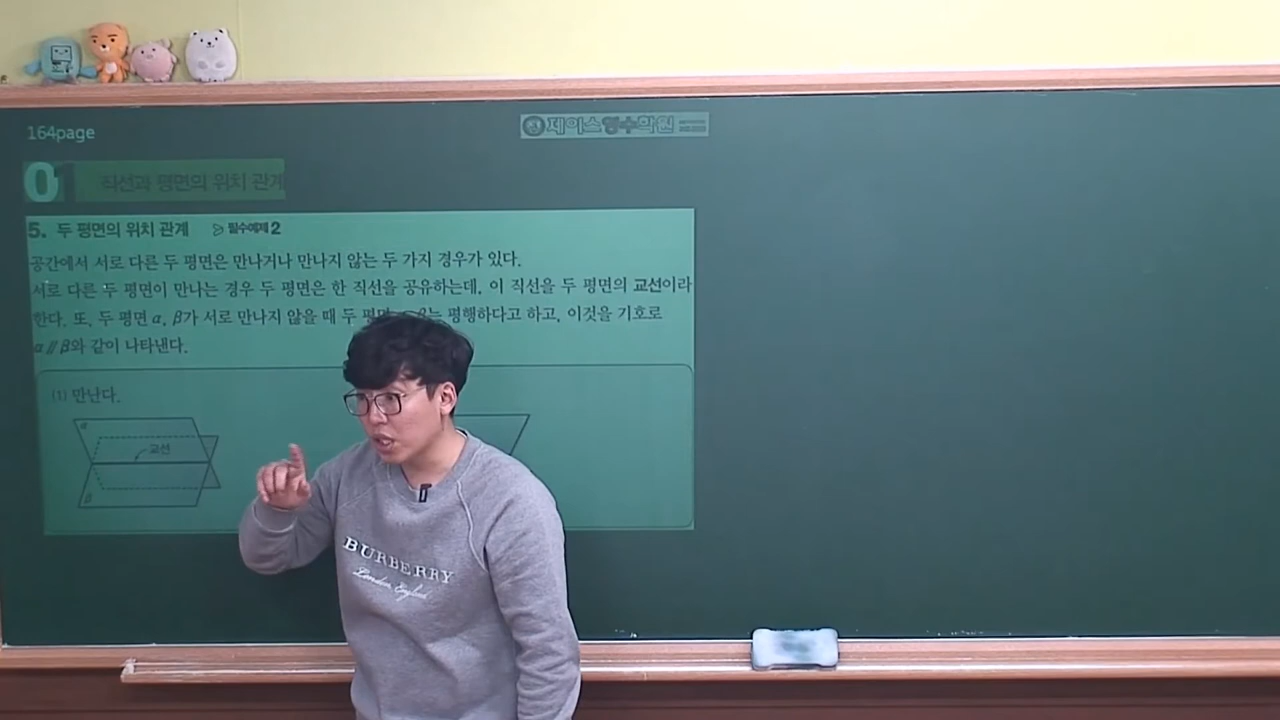 164page
제이스영수학원
01 직선과 평면의 위치 관계
5. 두 평면의 위치 관계 필수예제 2
공간에서 서로 다른 두 평면은 만나거나 만나지 않는 두 가지 경우가 있다.
서로 다른 두 평면이 만나는 경우 두 평면은 한 직선을 공유하는데, 이 직선을 두 평면의 교선이라
한다. 또, 두 평면 α, β가 서로 만나지 않을 때 두 평면 β는 평행하다고 하고, 이것을 기호로
α // β와 같이 나타낸다.
(1) 만난다.
α
교선
β
BURBERRY
London, England